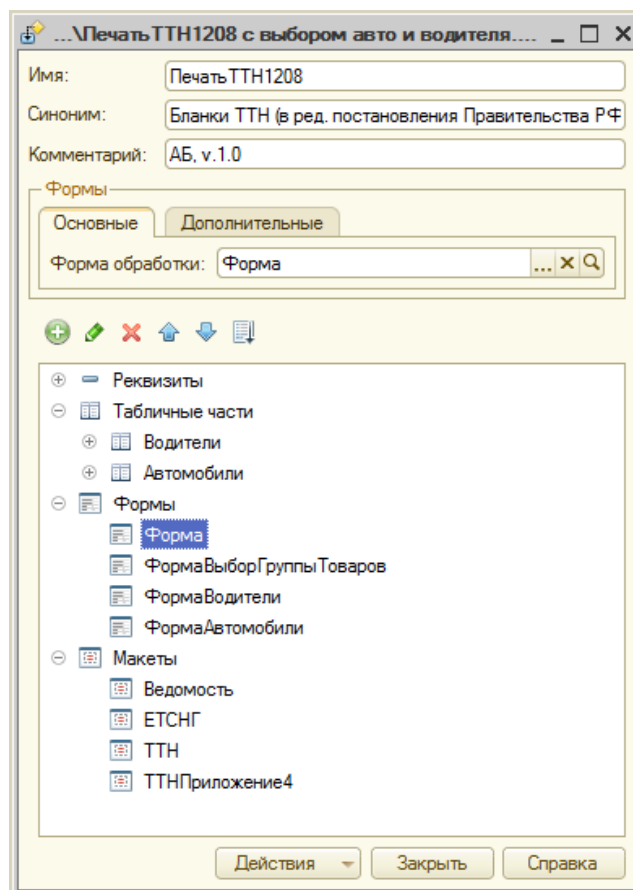 ...\ПечатьТТН1208 с выбором авто и водителя....
Имя: ПечатьТТН1208
Синоним: Бланки ТТН (в ред. постановления Правительства РФ
Комментарий: АБ, v.1.0
Формы
Основные Дополнительные
Форма обработки: Форма ...
Реквизиты
Табличные части
Водители
Автомобили
Формы
Форма
ФормаВыборГруппыТоваров
ФормаВодители
ФормаАвтомобили
Макеты
Ведомость
ЕТСНГ
ТТН
ТТНПриложение4
Действия Закрыть Справка